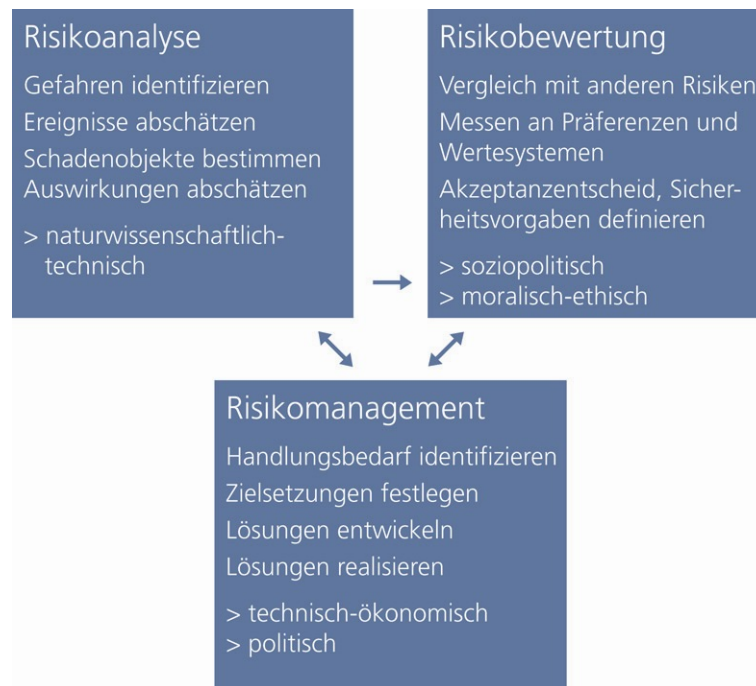 Risikoanalyse
Gefahren identifizieren
Ereignisse abschätzen
Schadenobjekte bestimmen
Auswirkungen abschätzen
> naturwissenschaftlich-
technisch
Risikobewertung
Vergleich mit anderen Risiken
Messen an Präferenzen und
Wertesystemen
Akzeptanzentscheid, Sicher-
heitsvorgaben definieren
> soziopolitisch
> moralisch-ethisch
Risikomanagement
Handlungsbedarf identifizieren
Zielsetzungen festlegen
Lösungen entwickeln
Lösungen realisieren
> technisch-ökonomisch
> politisch